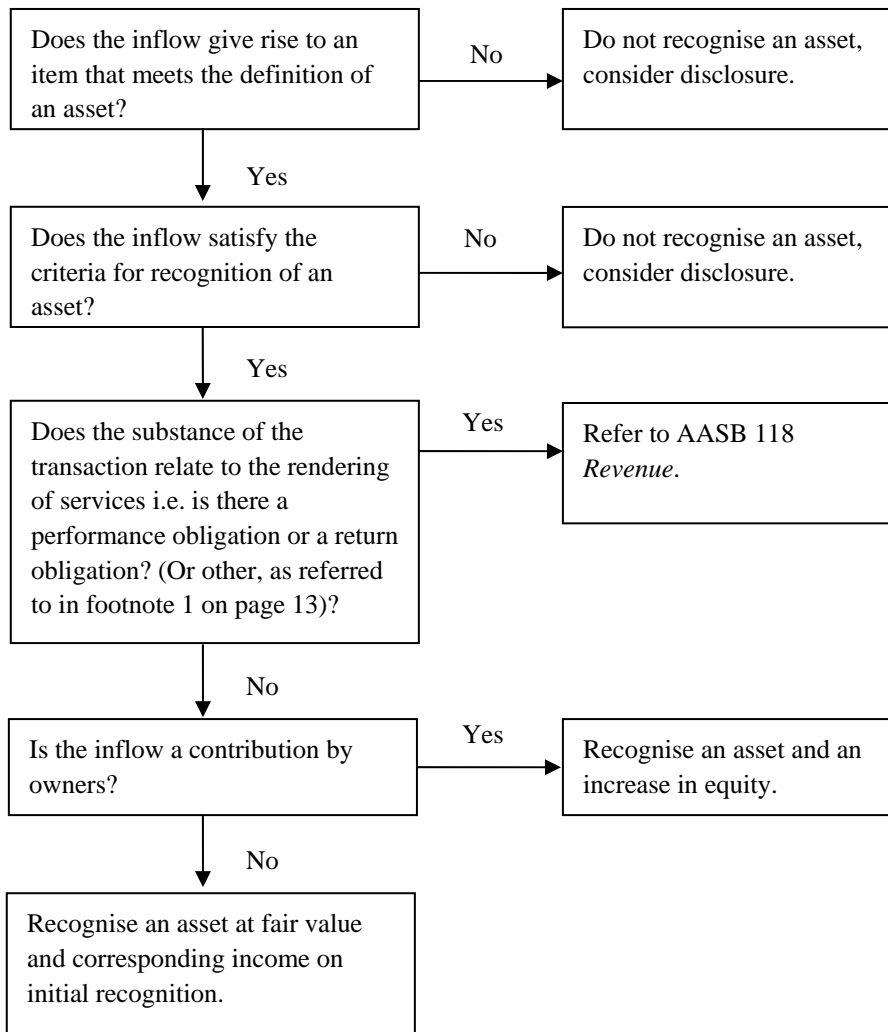 Does the inflow give rise to an
item that meets the definition of
an asset?
No
Do not recognise an asset,
consider disclosure.
Yes
Does the inflow satisfy the
criteria for recognition of an
asset?
No
Do not recognise an asset,
consider disclosure.
Yes
Does the substance of the
transaction relate to the rendering
of services i.e. is there a
performance obligation or a return
obligation? (Or other, as referred
to in footnote 1 on page 13)?
Yes
Refer to AASB 118
Revenue.
No
Is the inflow a contribution by
owners?
Yes
Recognise an asset and an
increase in equity.
No
Recognise an asset at fair value
and corresponding income on
initial recognition.